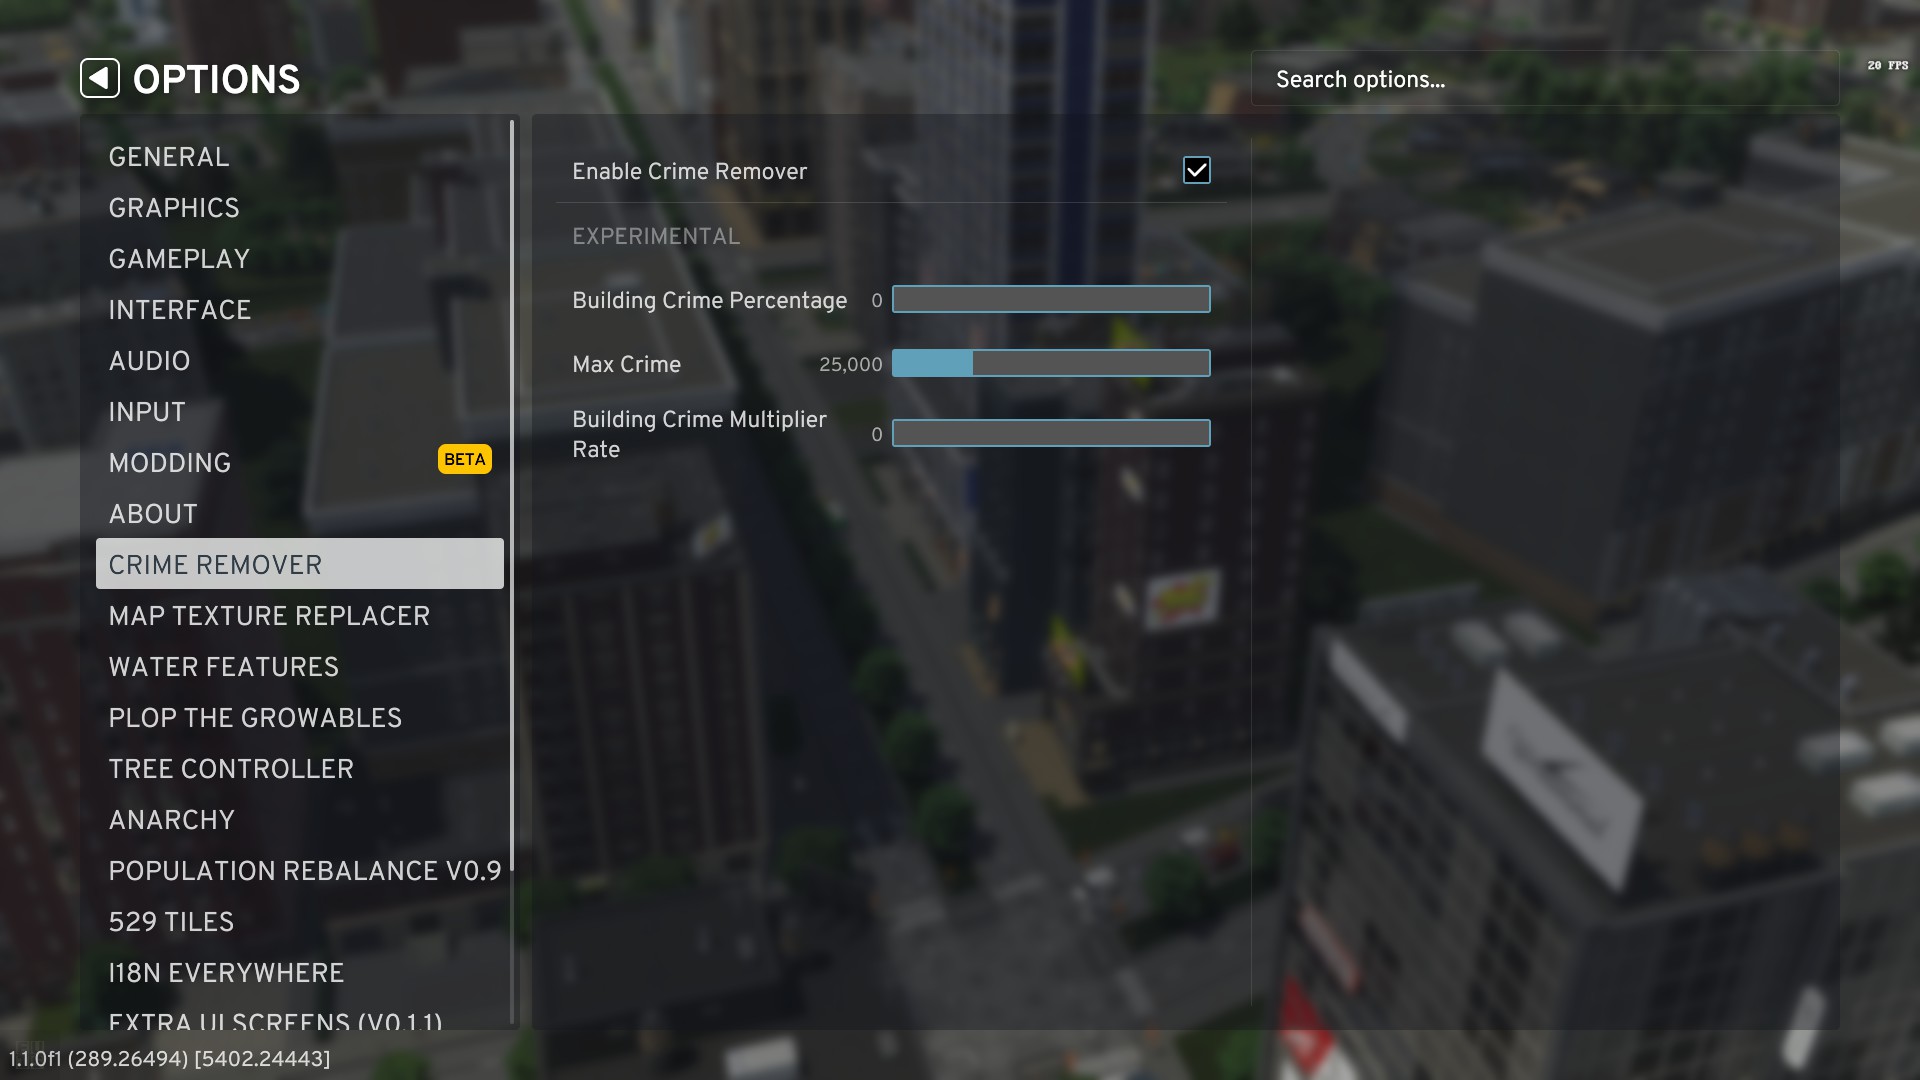 OPTIONS
Search options...
20 FPS
GENERAL
GRAPHICS
GAMEPLAY
INTERFACE
AUDIO
INPUT
MODDING
BETA
ABOUT
CRIME REMOVER
MAP TEXTURE REPLACER
WATER FEATURES
PLOP THE GROWABLES
TREE CONTROLLER
ANARCHY
POPULATION REBALANCE V0.9
529 TILES
I18N EVERYWHERE
EXTRA UI SCREENS (V0.1.1)
Enable Crime Remover
EXPERIMENTAL
Building Crime Percentage 0
Max Crime 25,000
Building Crime Multiplier
Rate 0
1.1.0f1 (289.26494) [5402.24443]